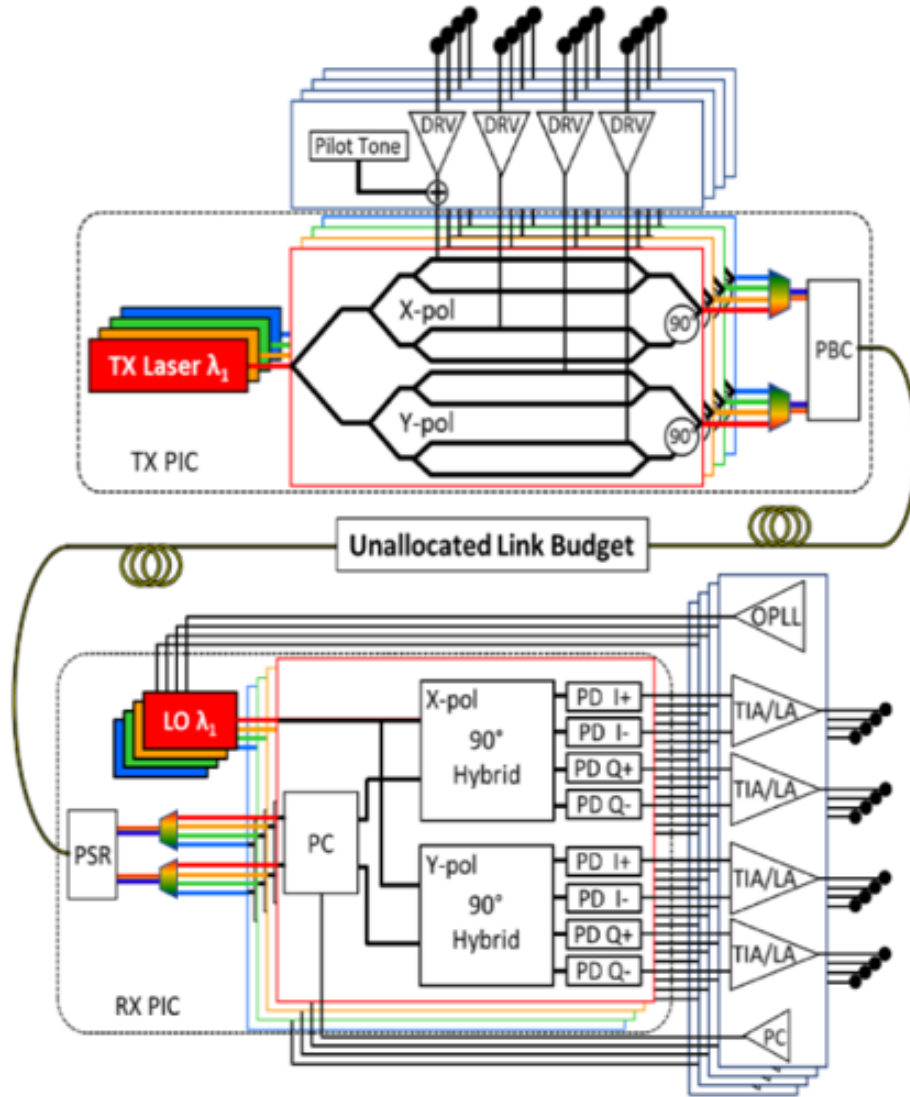 DRV
DRV
DRV
DRV
Pilot Tone
+
X-pol
90
TX Laser λ1
PBC
Y-pol
90
TX PIC
Unallocated Link Budget
OPLL
X-pol
90°
Hybrid
PD I+
PD I-
PD Q+
PD Q-
TIA/LA
TIA/LA
LO λ1
PSR
PC
Y-pol
90°
Hybrid
PD I+
PD I-
PD Q+
PD Q-
TIA/LA
TIA/LA
RX PIC
PC